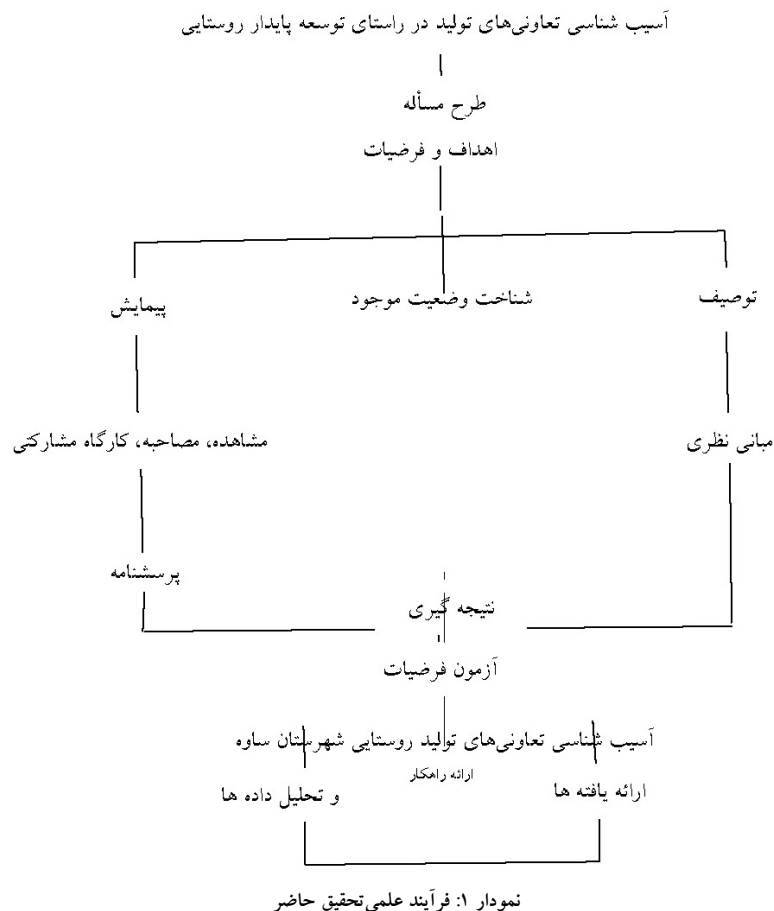 آسیب شناسی تعاونی‌های تولید در راستای توسعه پایدار روستایی
طرح مسأله
اهداف و فرضیات
توصیف
شناخت وضعیت موجود
پیمایش
مبانی نظری
مشاهده، مصاحبه، کارگاه مشارکتی
پرسشنامه
نتیجه گیری
آزمون فرضیات
آسیب شناسی تعاونی‌های تولید روستایی شهرستان ساوه
ارائه راهکار
ارائه یافته ها
و تحلیل داده ها
نمودار ۱: فرآیند علمی تحقیق حاضر